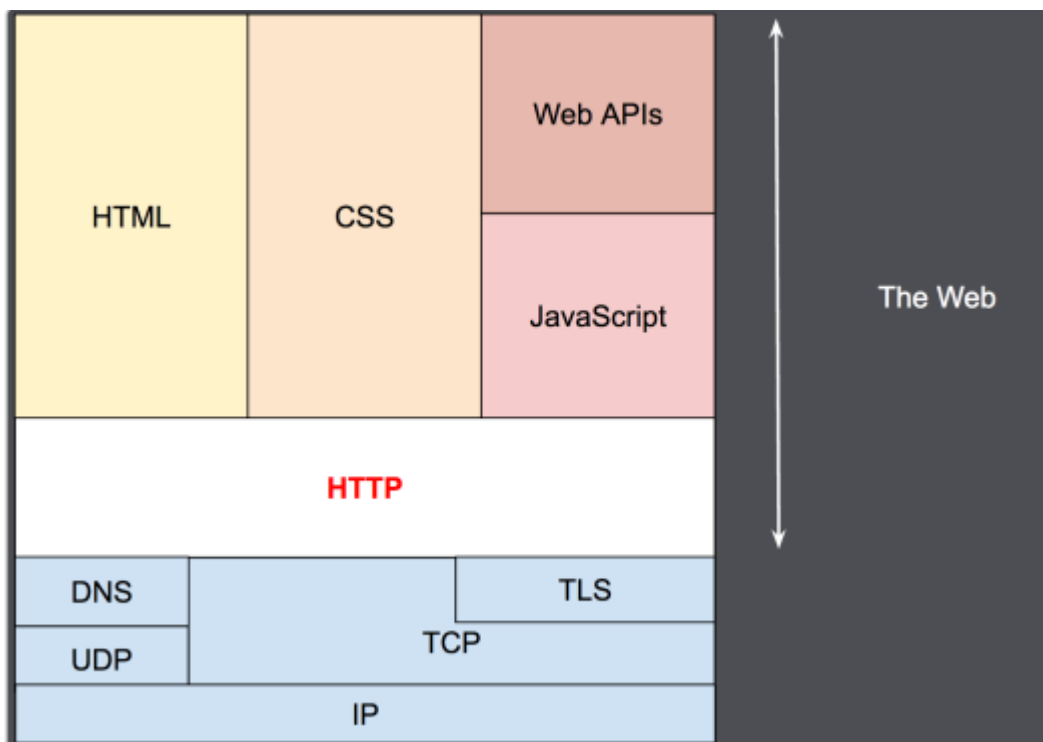 HTML
CSS
Web APIs
JavaScript
The Web
HTTP
DNS
TLS
UDP
TCP
IP